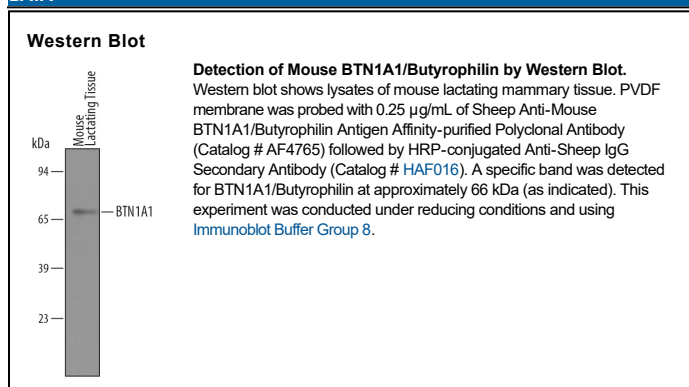 Western Blot
Detection of Mouse BTN1A1/Butyrophilin by Western Blot.
Western blot shows lysates of mouse lactating mammary tissue. PVDF
membrane was probed with 0.25 µg/mL of Sheep Anti-Mouse
BTN1A1/Butyrophilin Antigen Affinity-purified Polyclonal Antibody
(Catalog # AF4765) followed by HRP-conjugated Anti-Sheep IgG
Secondary Antibody (Catalog # HAF016). A specific band was detected
for BTN1A1/Butyrophilin at approximately 66 kDa (as indicated). This
experiment was conducted under reducing conditions and using
Immunoblot Buffer Group 8.
Mouse
Lactating Tissue
kDa
94
65
BTN1A1
39
23